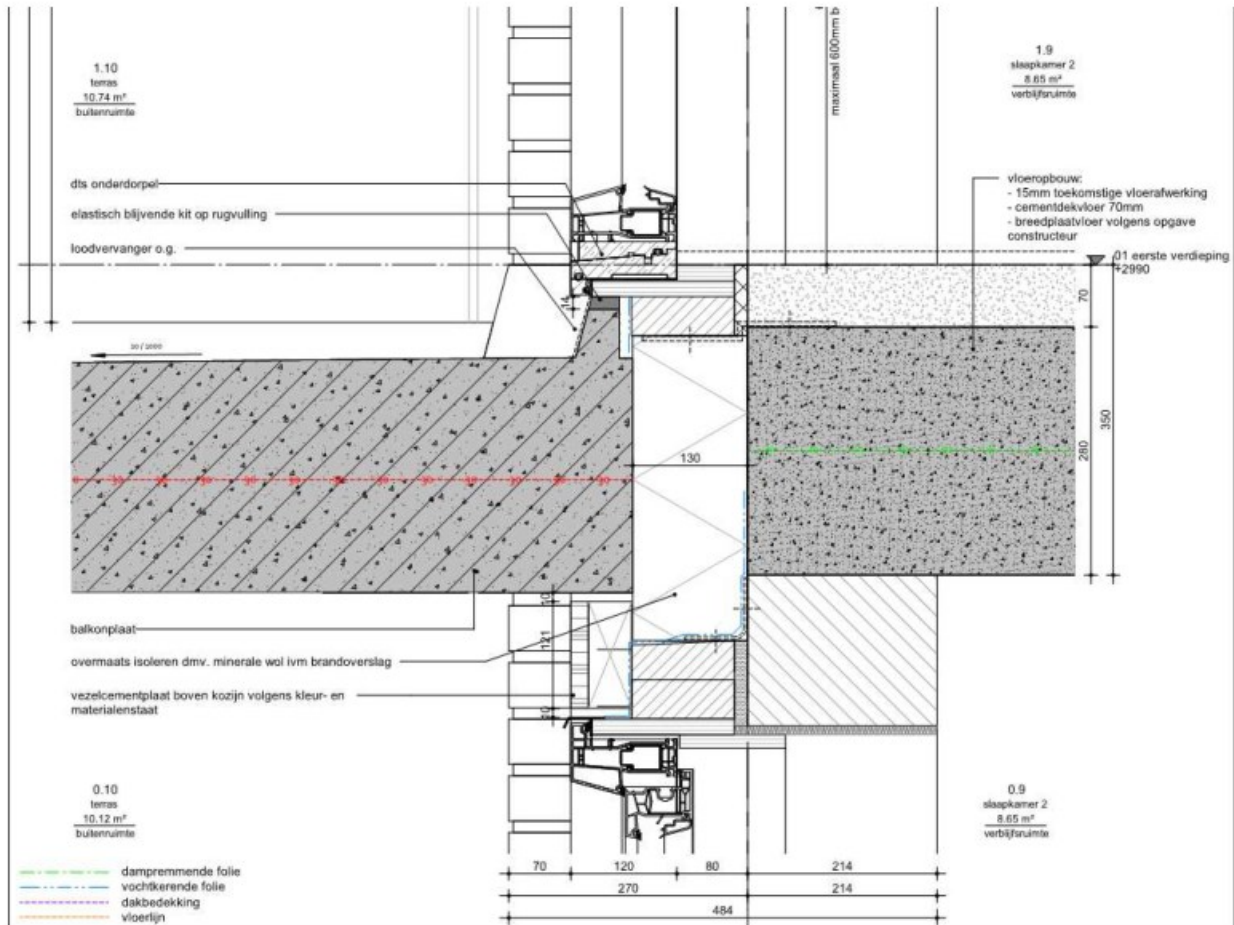 1.10
terras
10.74 m²
buitenruimte
maximaal 600mm b
1.9
slaapkamer 2
8.65 m²
verblijfsruimte
dts onderdorpel
elastisch blijvende kit op rugvulling
loodvervanger o.g.
vloeropbouw:
- 15mm toekomstige vloerafwerking
- cementdekvloer 70mm
- breedplaatvloer volgens opgave
constructeur
01 eerste verdieping
+2990
14
70
20 / 1000
130
280
350
balkonplaat
10
121
overmaats isoleren dmv. minerale wol ivm brandoverslag
vezelcementplaat boven kozijn volgens kleur- en
materialenstaat
10
0.10
terras
10.12 m²
buitenruimte
0.9
slaapkamer 2
8.65 m²
verblijfsruimte
70
120
80
214
270
214
484
dampremmende folie
vochtkerende folie
dakbedekking
vloerlijn